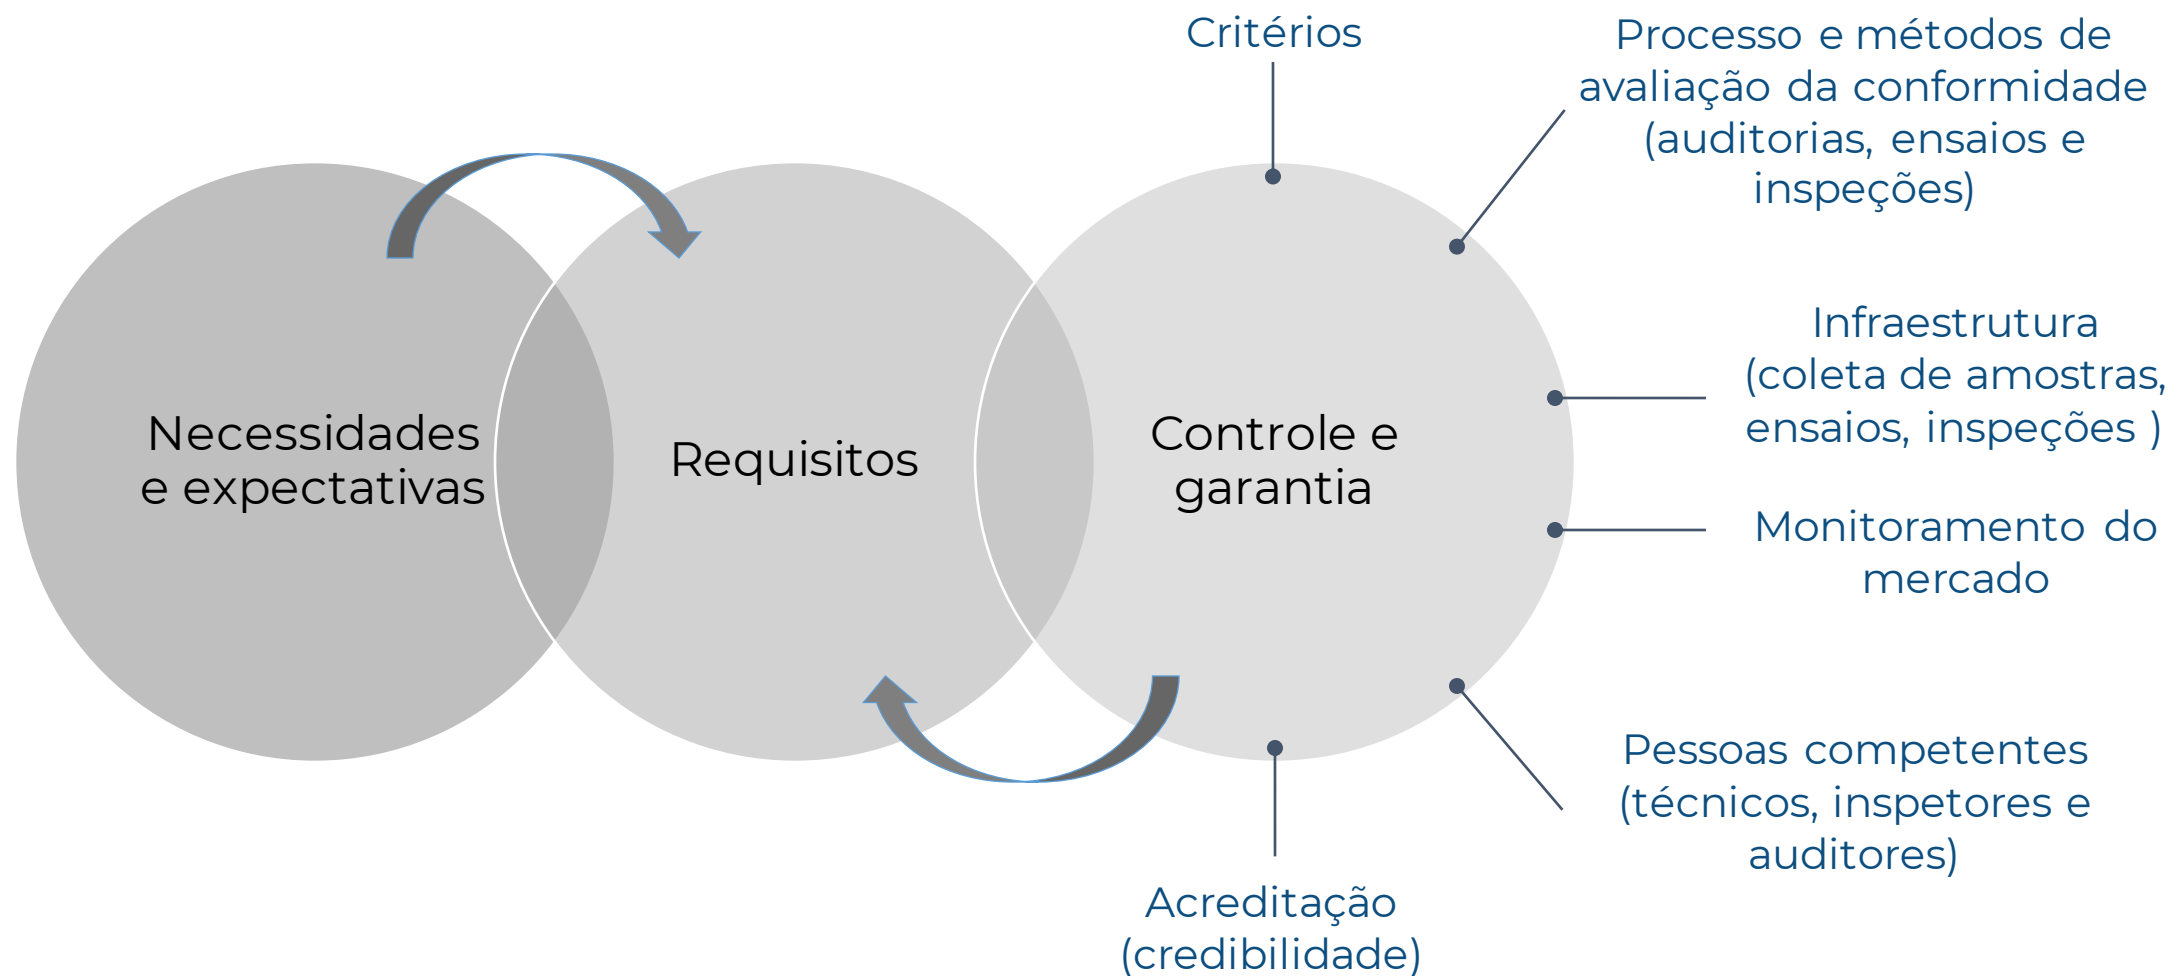 Necessidades
e expectativas
Requisitos
Controle e
garantia
Critérios
Processo e métodos de
avaliação da conformidade
(auditorias, ensaios e
inspeções)
Infraestrutura
(coleta de amostras,
ensaios, inspeções )
Monitoramento do
mercado
Pessoas competentes
(técnicos, inspetores e
auditores)
Acreditação
(credibilidade)